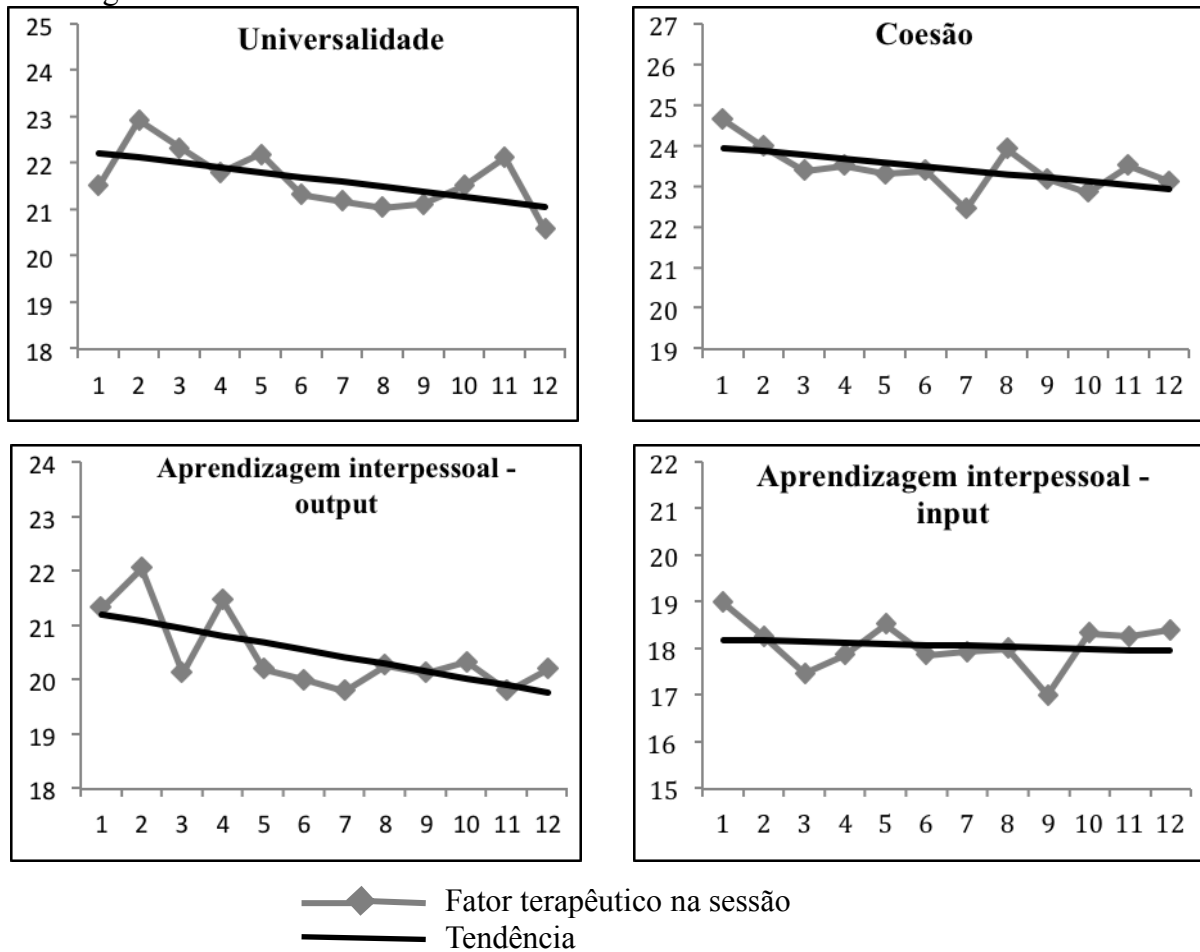 25
Universalidade
24
23
22
21
20
19
18
1 2 3 4 5 6 7 8 9 10 11 12
27
Coesão
26
25
24
23
22
21
20
19
1 2 3 4 5 6 7 8 9 10 11 12
24
Aprendizagem interpessoal -
output
23
22
21
20
19
18
1 2 3 4 5 6 7 8 9 10 11 12
22
Aprendizagem interpessoal -
input
21
20
19
18
17
16
15
1 2 3 4 5 6 7 8 9 10 11 12
Fator terapêutico na sessão
Tendência